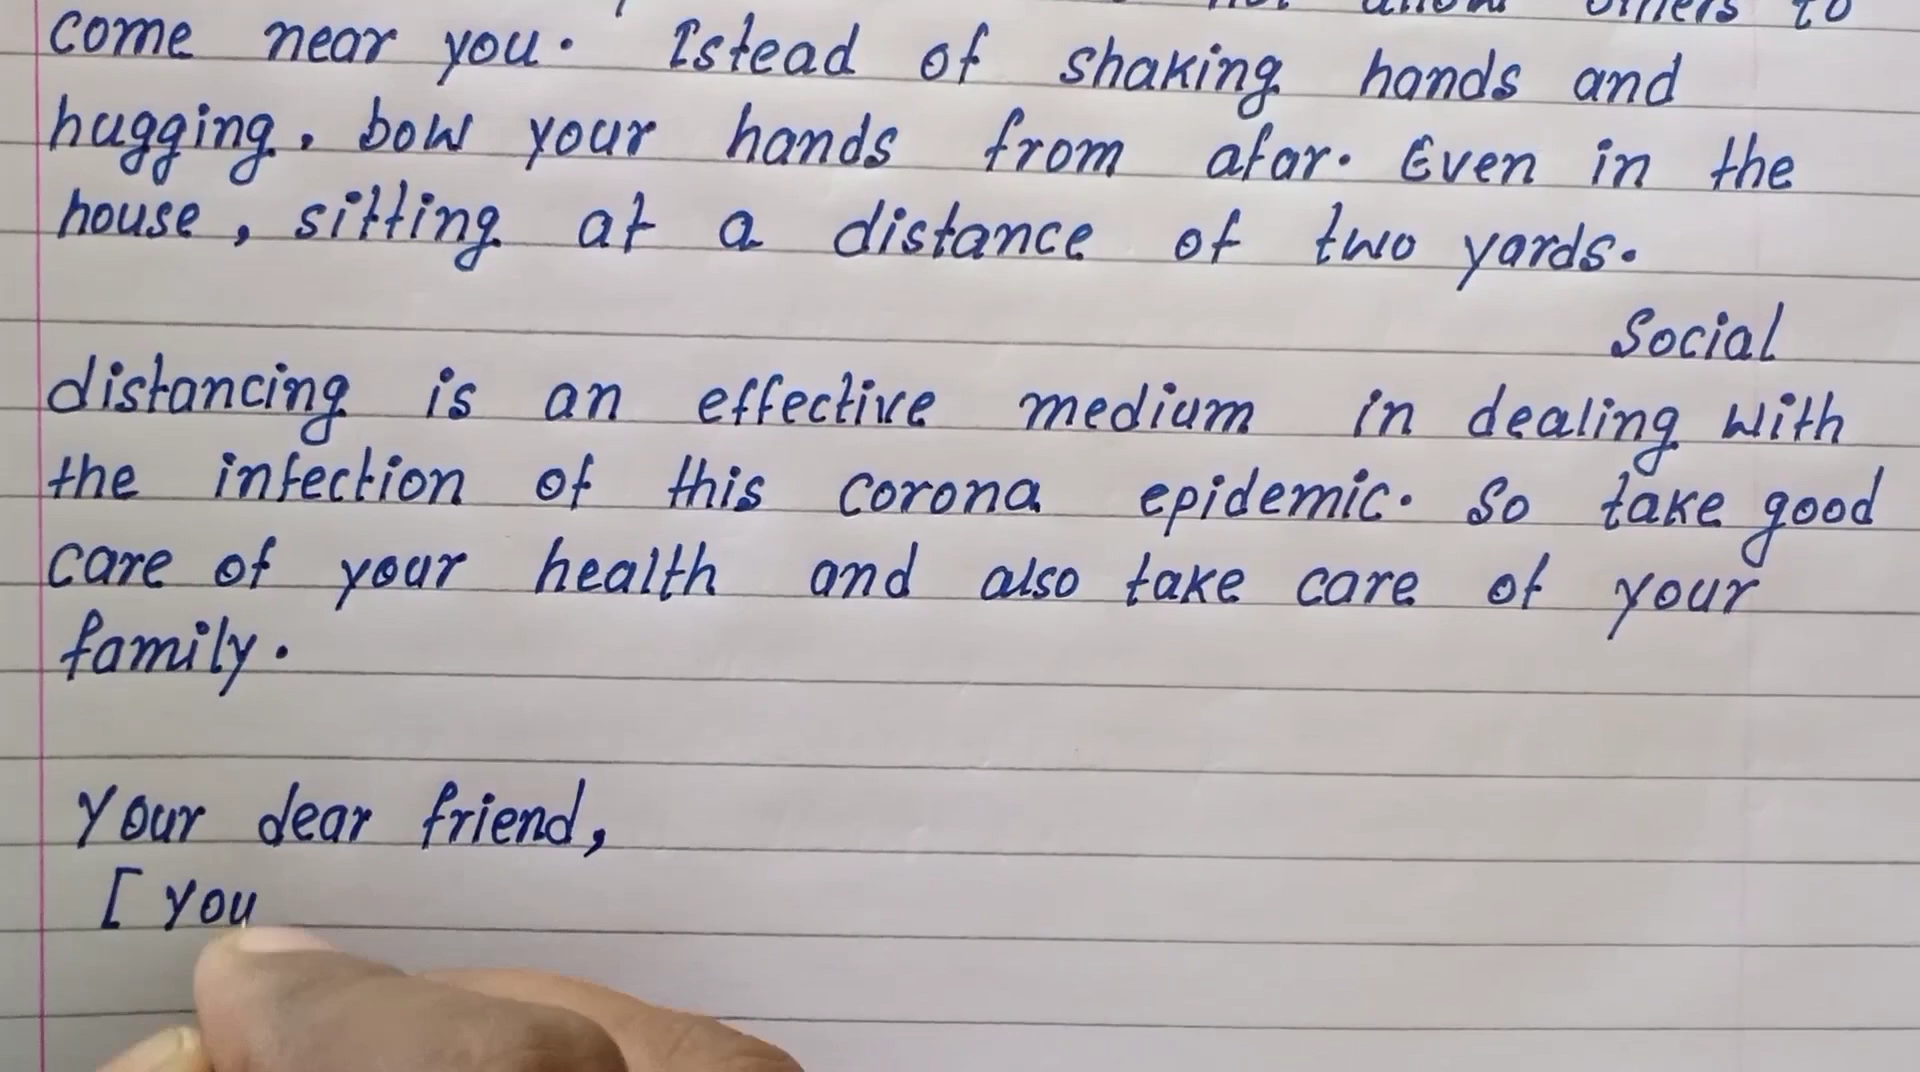 others to
come near you. Istead of shaking hands and
hugging, bow your hands from afar. Even in the
house, sitting at a distance of two yards.
Social
distancing is an effective medium in dealing with
the infection of this corona epidemic. So take good
care of your health and also take care of your
family.
Your dear friend,
[ You